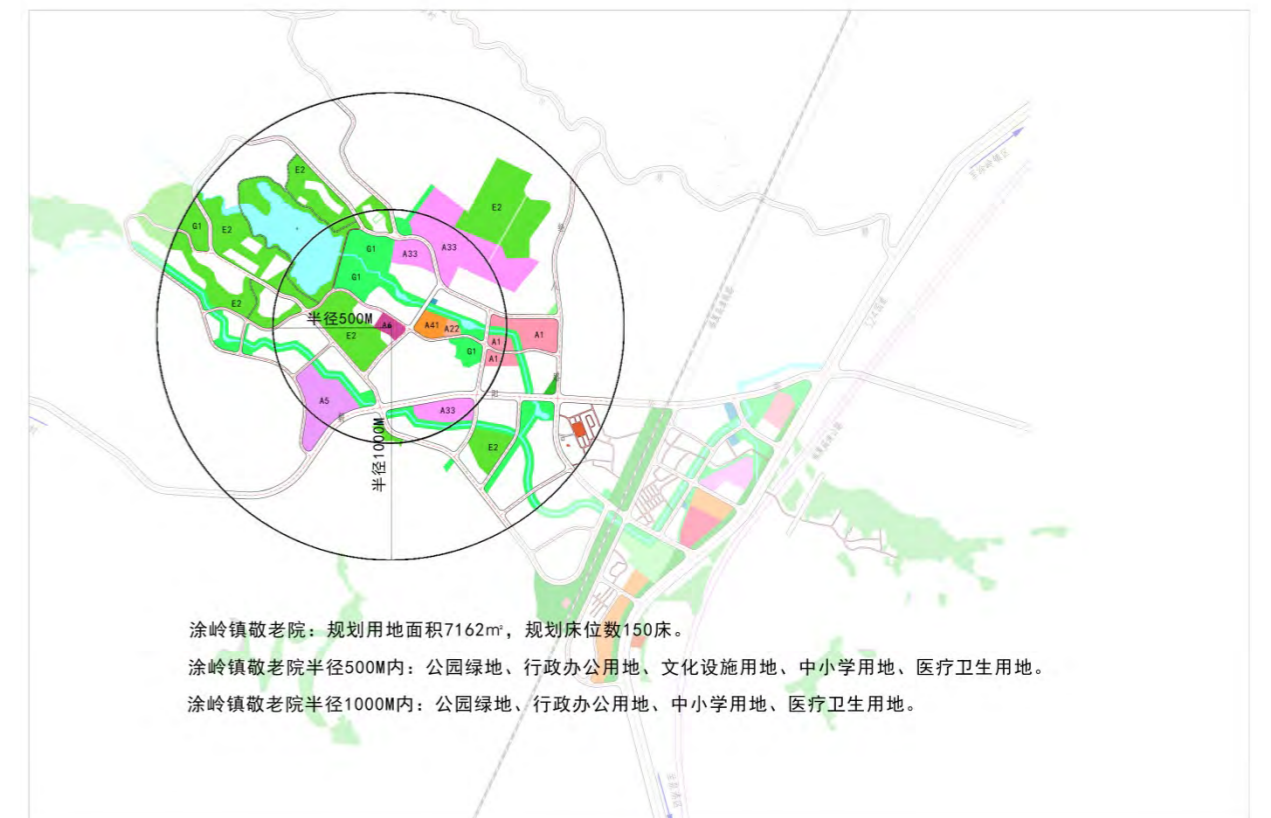 E2
E2
G1
E2
G1
A33
A33
G1
E2
半径500M
A6
A41
A22
A1
A1
E2
G1
A1
A5
A33
半径1000M
E2
324国道
涂岭镇敬老院：规划用地面积7162㎡，规划床位数150床。
涂岭镇敬老院半径500M内：公园绿地、行政办公用地、文化设施用地、中小学用地、医疗卫生用地。
涂岭镇敬老院半径1000M内：公园绿地、行政办公用地、中小学用地、医疗卫生用地。